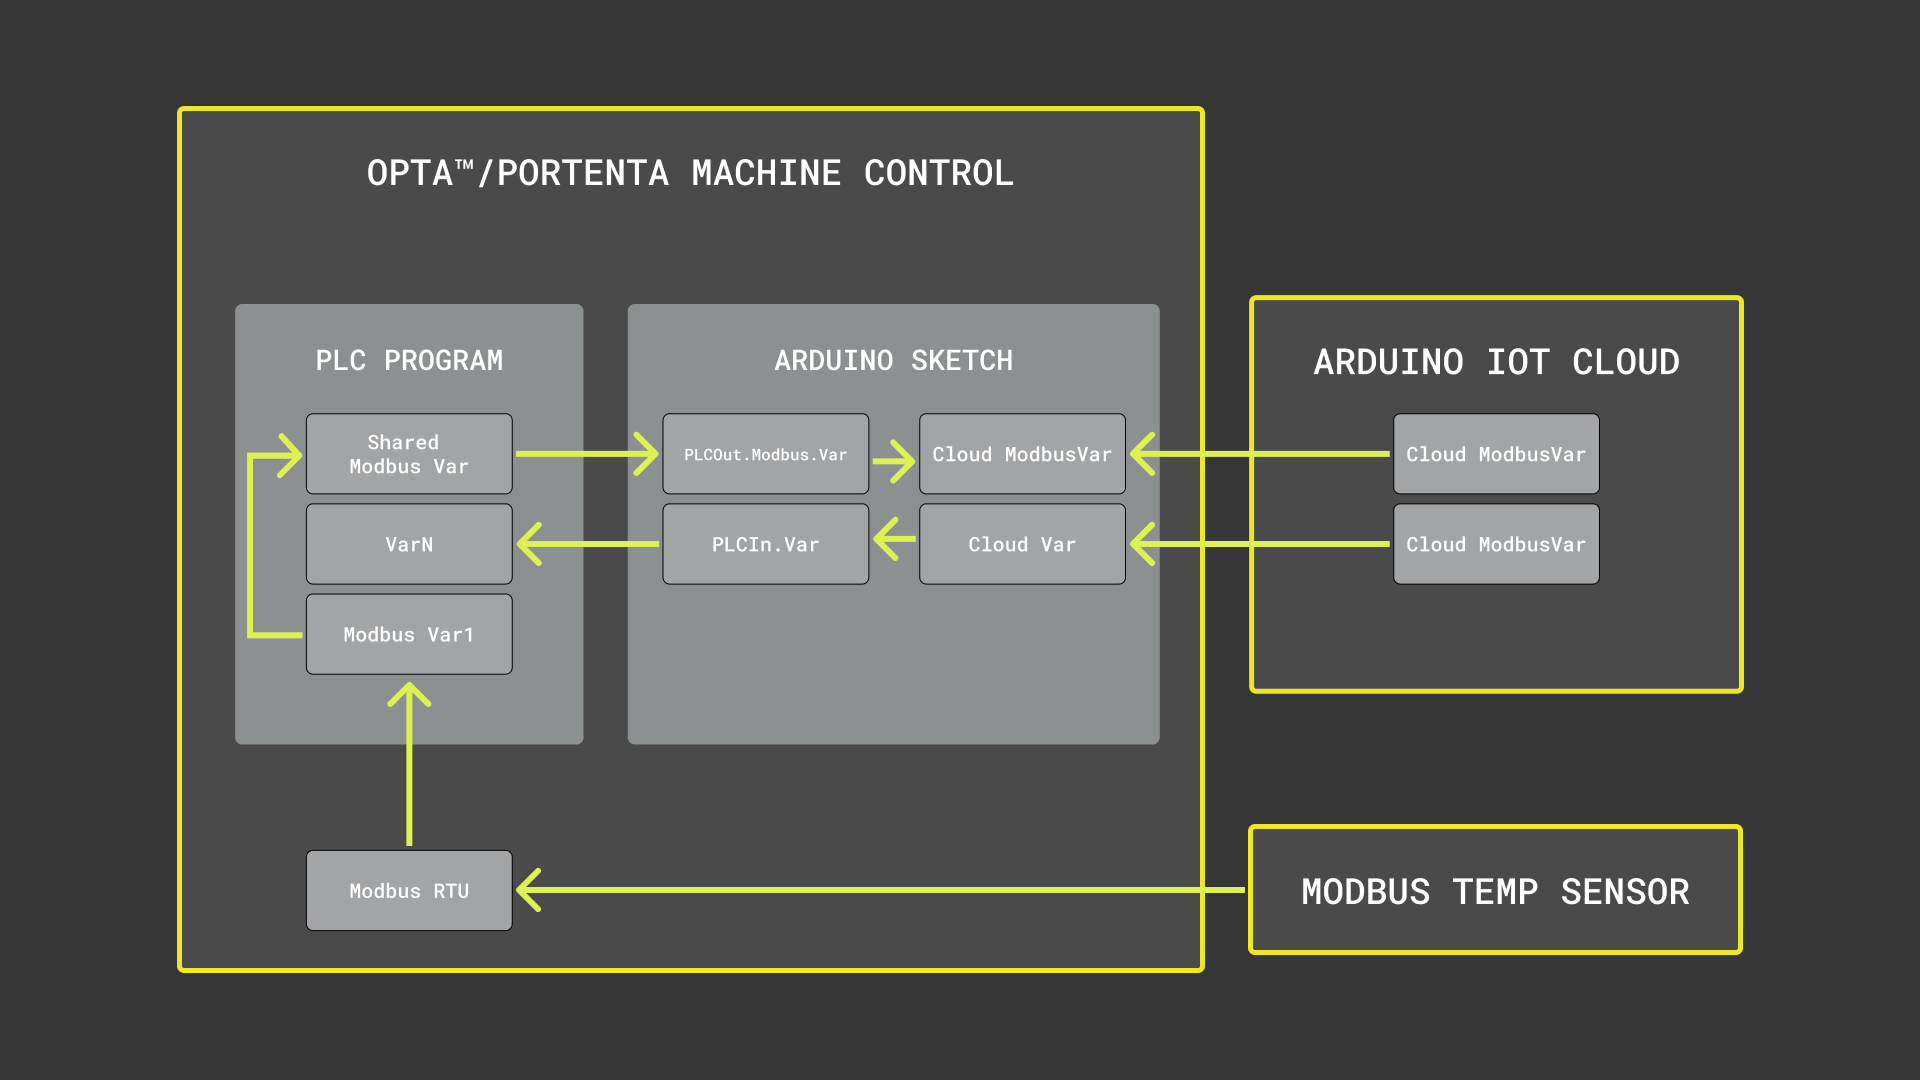 OPTA™/PORTENTA MACHINE CONTROL
PLC PROGRAM
Shared
Modbus Var
VarN
Modbus Var1
Modbus RTU
ARDUINO SKETCH
PLCOut.Modbus.Var
Cloud ModbusVar
PLCIn.Var
Cloud Var
ARDUINO IOT CLOUD
Cloud ModbusVar
Cloud ModbusVar
MODBUS TEMP SENSOR